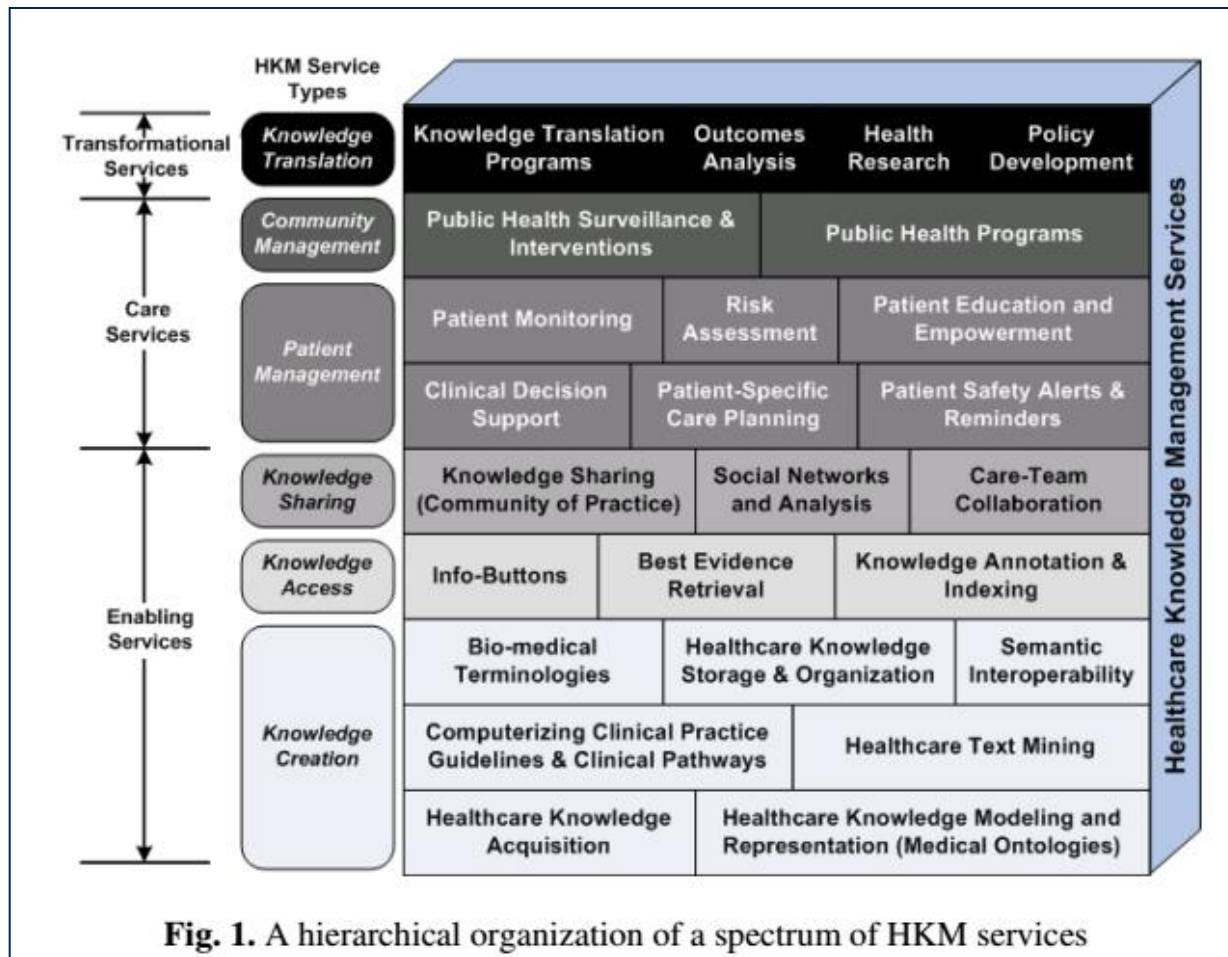 HKM Service
Types
Transformational
Services
Knowledge
Translation
Knowledge Translation
Programs
Outcomes
Analysis
Health
Research
Policy
Development
Care
Services
Community
Management
Public Health Surveillance &
Interventions
Public Health Programs
Patient
Management
Patient Monitoring
Risk
Assessment
Patient Education and
Empowerment
Clinical Decision
Support
Patient-Specific
Care Planning
Patient Safety Alerts &
Reminders
Enabling
Services
Knowledge
Sharing
Knowledge Sharing
(Community of Practice)
Social Networks
and Analysis
Care-Team
Collaboration
Knowledge
Access
Info-Buttons
Best Evidence
Retrieval
Knowledge Annotation &
Indexing
Knowledge
Creation
Bio-medical
Terminologies
Healthcare Knowledge
Storage & Organization
Semantic
Interoperability
Computerizing Clinical Practice
Guidelines & Clinical Pathways
Healthcare Text Mining
Healthcare Knowledge
Acquisition
Healthcare Knowledge Modeling and
Representation (Medical Ontologies)
Healthcare Knowledge Management Services
Fig. 1. A hierarchical organization of a spectrum of HKM services